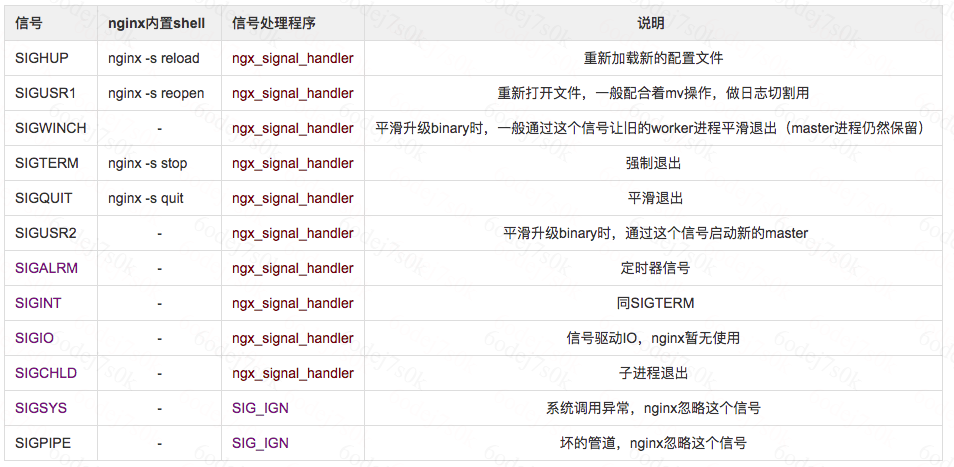 信号 nginx内置shell 信号处理程序 说明
SIGHUP nginx -s reload ngx_signal_handler 重新加载新的配置文件
SIGUSR1 nginx -s reopen ngx_signal_handler 重新打开文件，一般配合着mv操作，做日志切割用
SIGWINCH - ngx_signal_handler 平滑升级binary时，一般通过这个信号让旧的worker进程平滑退出（master进程仍然保留）
SIGTERM nginx -s stop ngx_signal_handler 强制退出
SIGQUIT nginx -s quit ngx_signal_handler 平滑退出
SIGUSR2 - ngx_signal_handler 平滑升级binary时，通过这个信号启动新的master
SIGALRM - ngx_signal_handler 定时器信号
SIGINT - ngx_signal_handler 同SIGTERM
SIGIO - ngx_signal_handler 信号驱动IO，nginx暂无使用
SIGCHLD - ngx_signal_handler 子进程退出
SIGSYS - SIG_IGN 系统调用异常，nginx忽略这个信号
SIGPIPE - SIG_IGN 坏的管道，nginx忽略这个信号